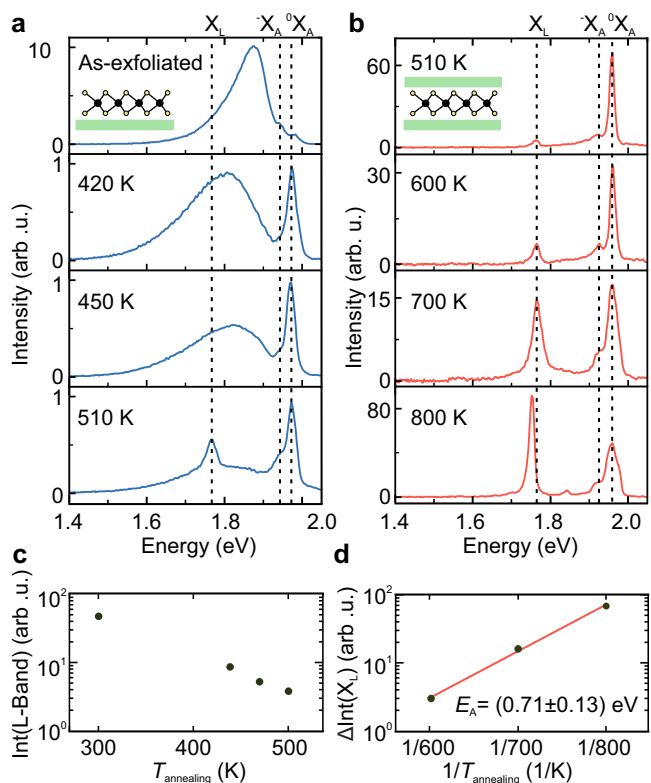 a
X_L ⁻X_A ⁰X_A
As-exfoliated
10
0
420 K
1
0
450 K
1
0
510 K
1
0
Intensity (arb .u.)
1.4 1.6 1.8 2.0
Energy (eV)
b
X_L ⁻X_A ⁰X_A
510 K
60
0
600 K
30
0
700 K
15
0
800 K
80
0
Intensity (arb. u.)
1.4 1.6 1.8 2.0
Energy (eV)
c
Int(L-Band) (arb .u.)
10²
10¹
10⁰
300 400 500
T_annealing (K)
d
ΔInt(X_L) (arb .u.)
10²
10¹
10⁰
E_A= (0.71±0.13) eV
1/600 1/700 1/800
1/T_annealing (1/K)